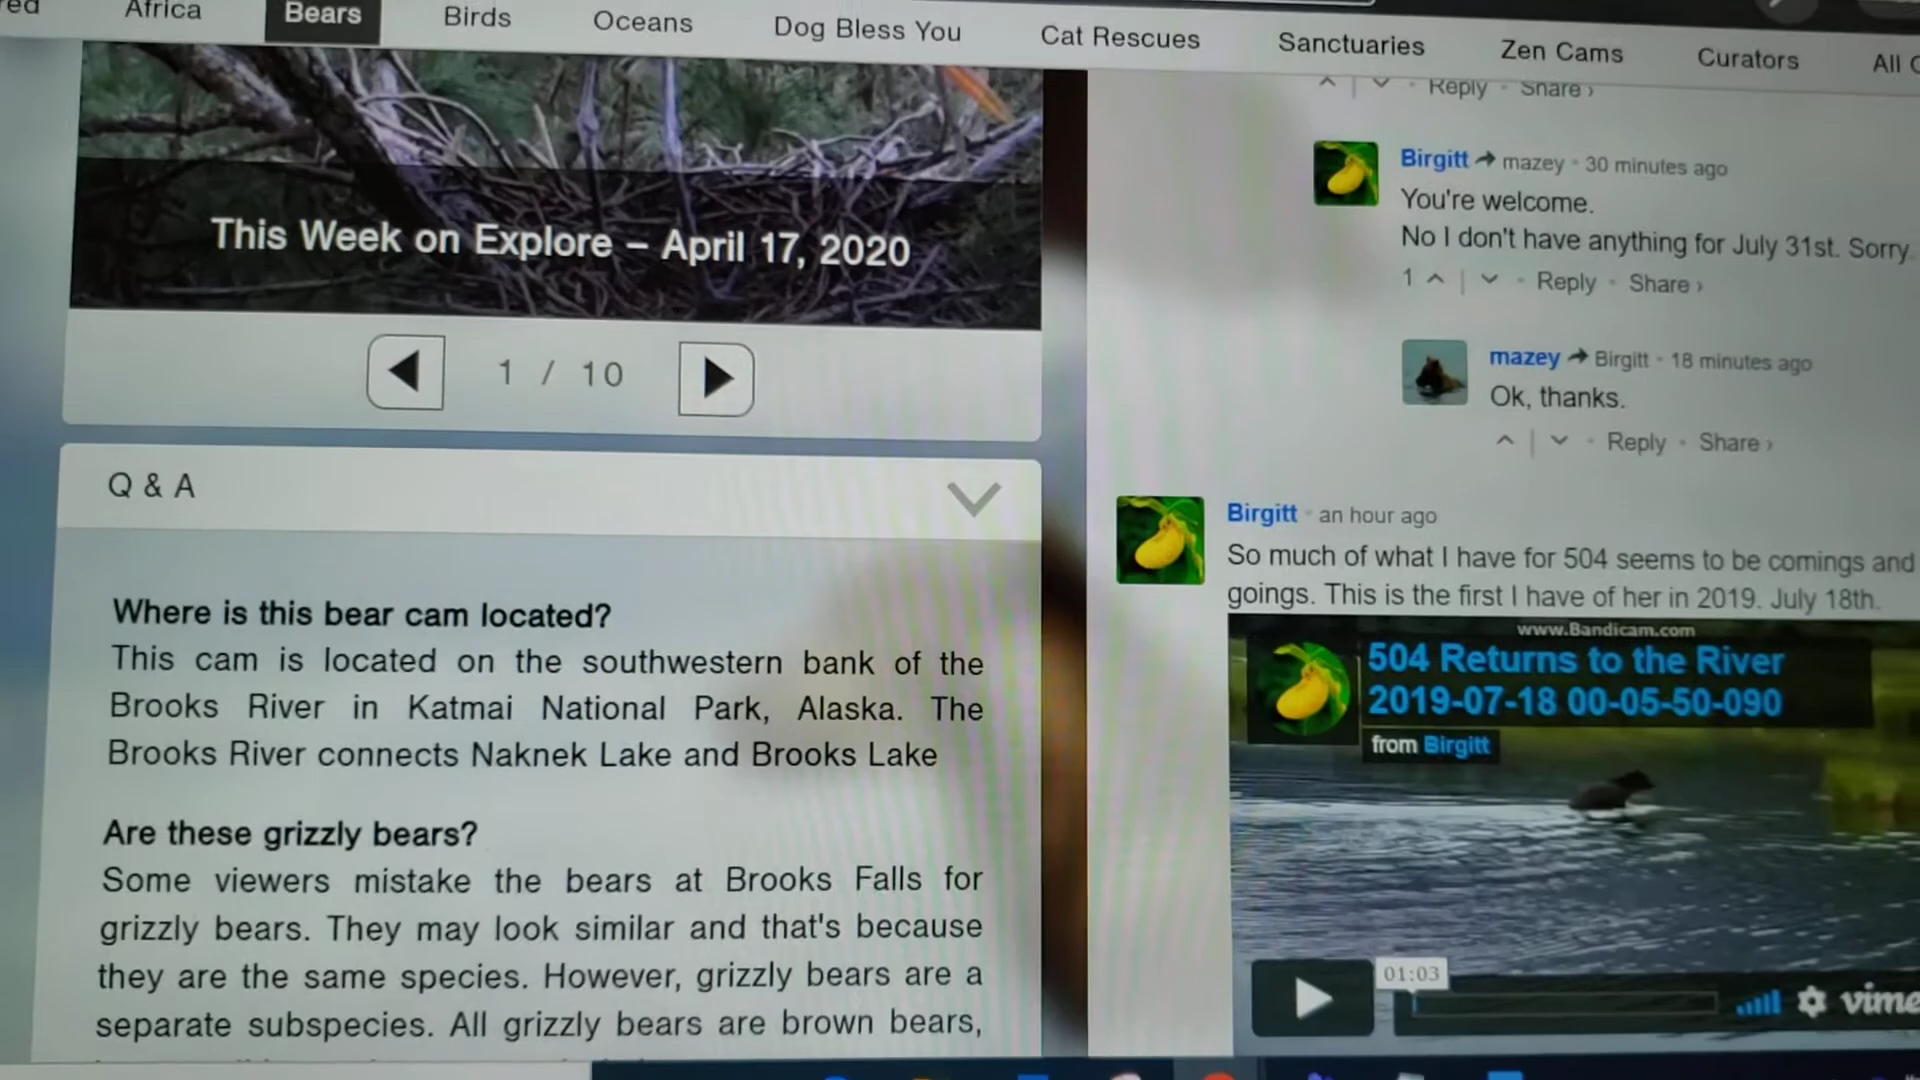 Africa
Bears
Birds
Oceans
Dog Bless You
Cat Rescues
Sanctuaries
Zen Cams
Curators
All
This Week on Explore – April 17, 2020
1 / 10
Q & A
Where is this bear cam located?
This cam is located on the southwestern bank of the
Brooks River in Katmai National Park, Alaska. The
Brooks River connects Naknek Lake and Brooks Lake
Are these grizzly bears?
Some viewers mistake the bears at Brooks Falls for
grizzly bears. They may look similar and that's because
they are the same species. However, grizzly bears are a
separate subspecies. All grizzly bears are brown bears,
Reply • Share ›
Birgitt → mazey • 30 minutes ago
You're welcome.
No I don't have anything for July 31st. Sorry
1 • Reply • Share ›
mazey → Birgitt • 18 minutes ago
Ok, thanks.
• Reply • Share ›
Birgitt • an hour ago
So much of what I have for 504 seems to be comings and
goings. This is the first I have of her in 2019. July 18th.
www.Bandicam.com
504 Returns to the River
2019-07-18 00-05-50-090
from Birgitt
01:03
vime